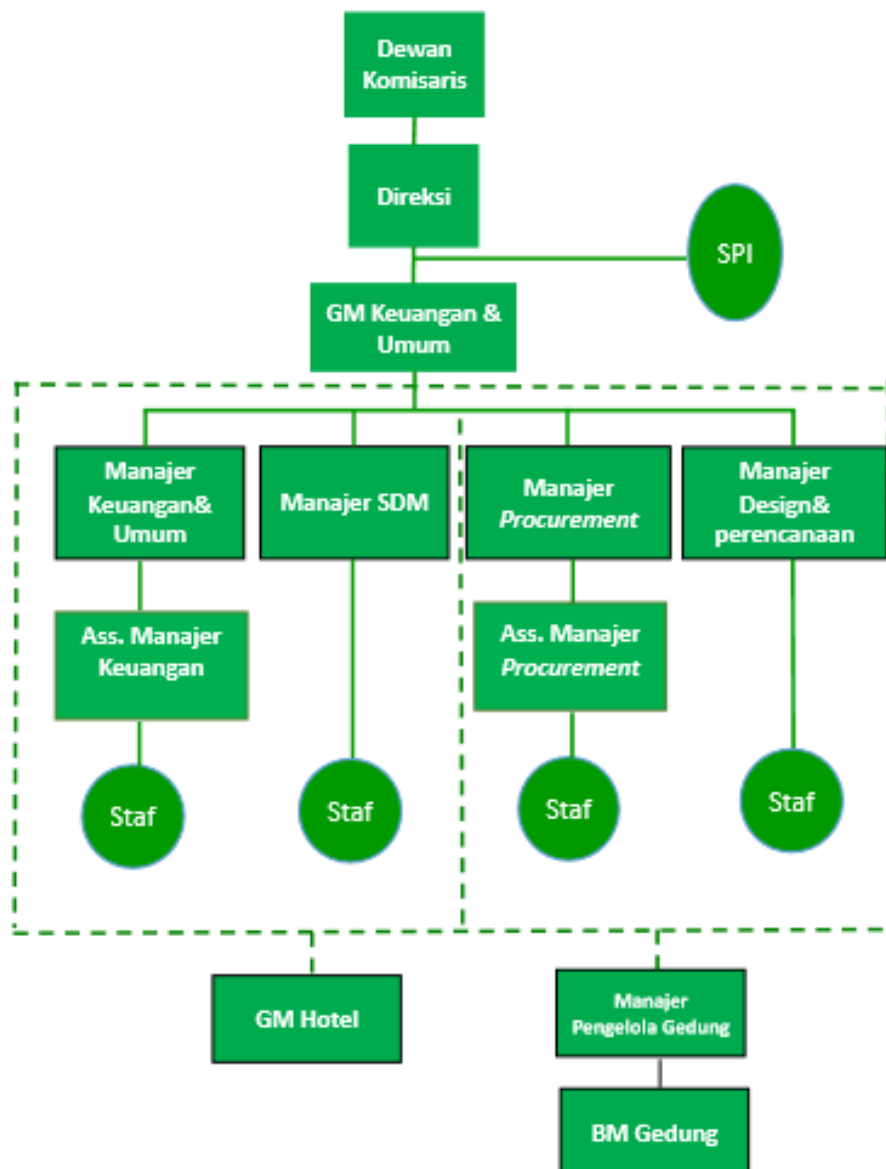 Dewan
Komisaris
Direksi
SPI
GM Keuangan &
Umum
Manajer
Keuangan&
Umum
Manajer SDM
Manajer
Procurement
Manajer
Design&
perencanaan
Ass. Manajer
Keuangan
Ass. Manajer
Procurement
Staf
Staf
Staf
Staf
GM Hotel
Manajer
Pengelola Gedung
BM Gedung